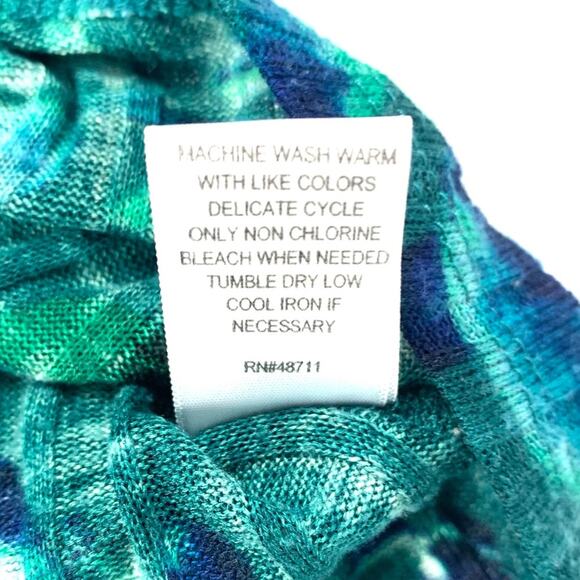 MACHINE WASH WARM
WITH LIKE COLORS
DELICATE CYCLE
ONLY NON CHLORINE
BLEACH WHEN NEEDED
TUMBLE DRY LOW
COOL IRON IF
NECESSARY
RN#48711